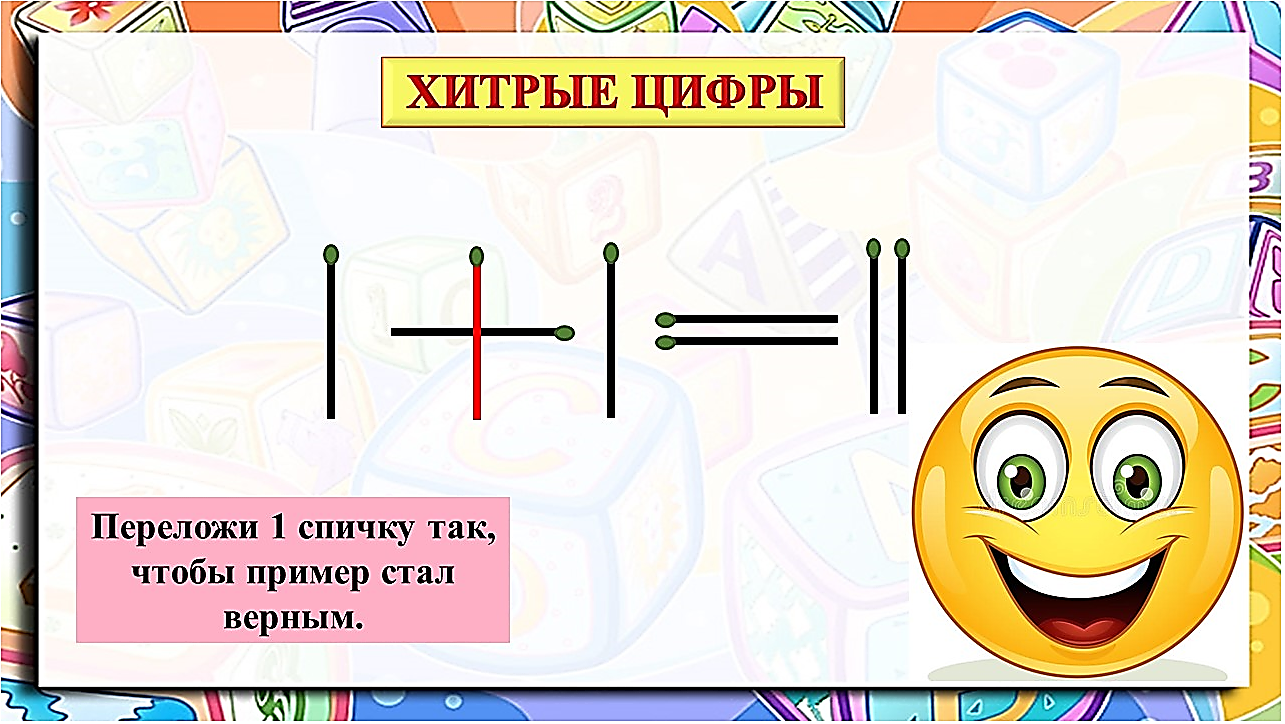 ХИТРЫЕ ЦИФРЫ
Переложи 1 спичку так,
чтобы пример стал
верным.